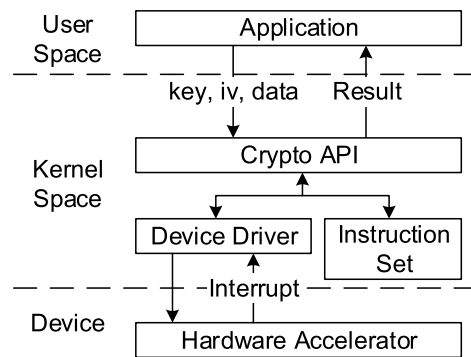 User
Space
Application
key, iv, data
Result
Kernel
Space
Crypto API
Device Driver
Instruction
Set
Interrupt
Device
Hardware Accelerator